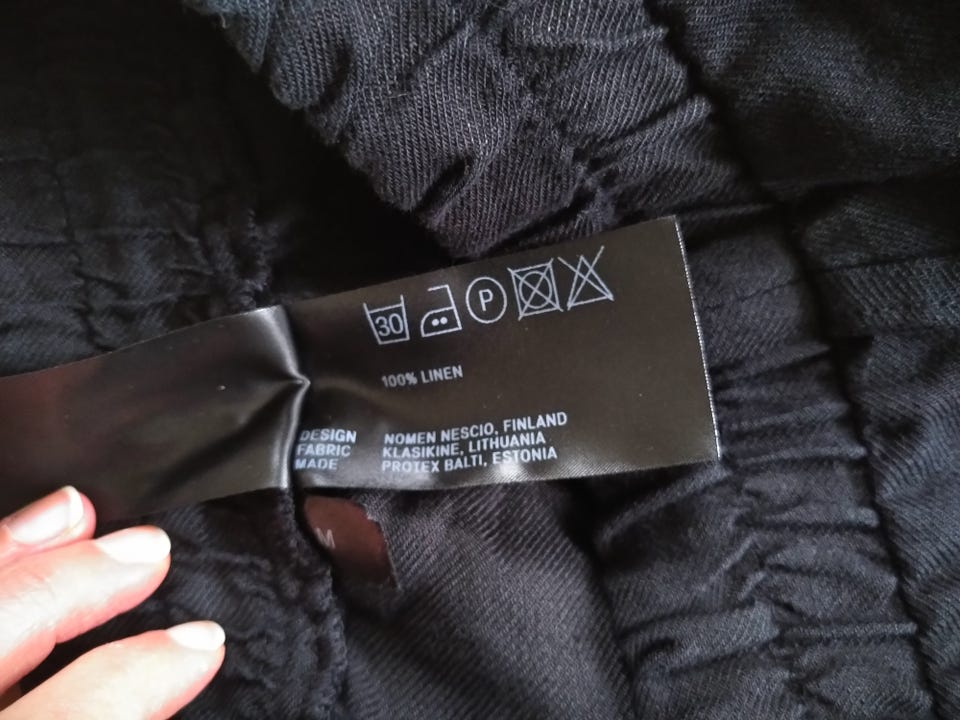 30 P
100% LINEN
DESIGN NOMEN NESCIO, FINLAND
FABRIC KLASIKINE, LITHUANIA
MADE PROTEX BALTI, ESTONIA
M